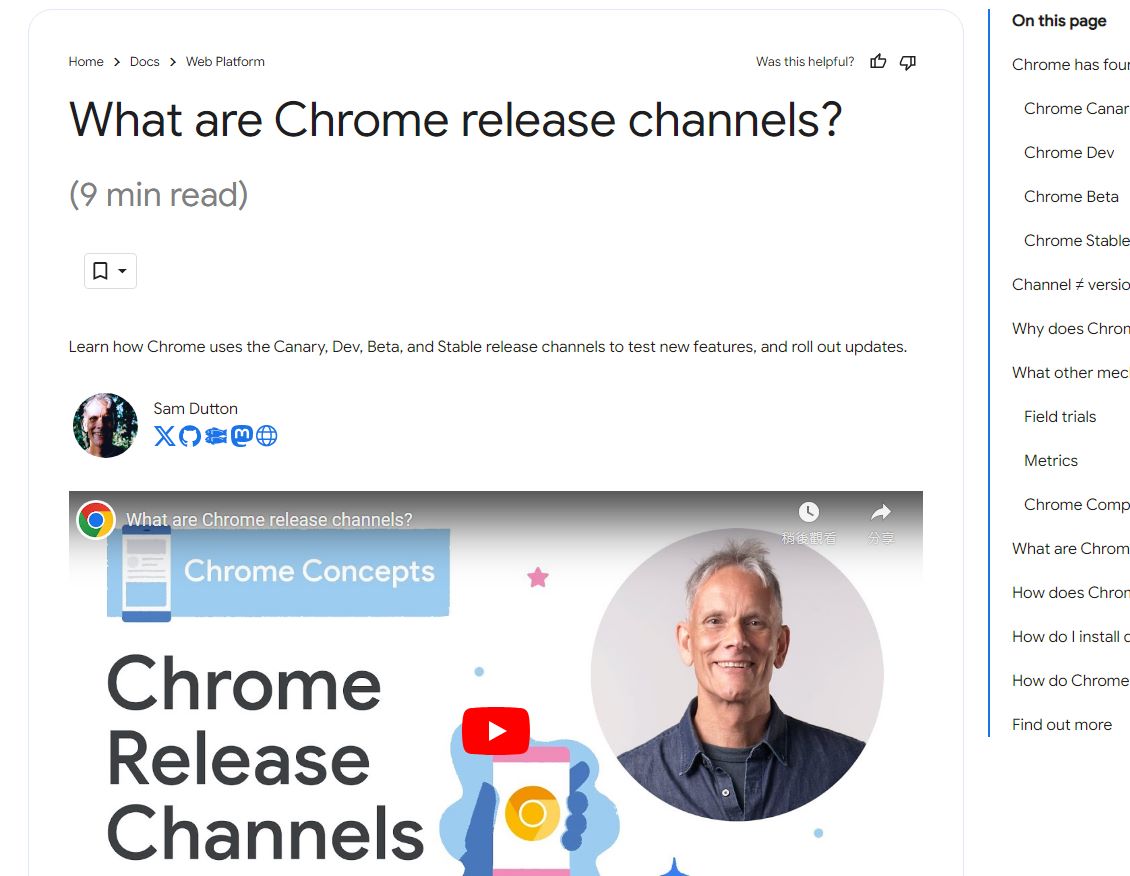 Home > Docs > Web Platform
Was this helpful?
What are Chrome release channels?
(9 min read)
Learn how Chrome uses the Canary, Dev, Beta, and Stable release channels to test new features, and roll out updates.
Sam Dutton
What are Chrome release channels?
稍後觀看
分享
Chrome Concepts
Chrome
Release
Channels
On this page
Chrome has four
Chrome Canar
Chrome Dev
Chrome Beta
Chrome Stable
Channel ≠ versio
Why does Chrom
What other mec
Field trials
Metrics
Chrome Comp
What are Chrom
How does Chron
How do I install c
How do Chrome
Find out more